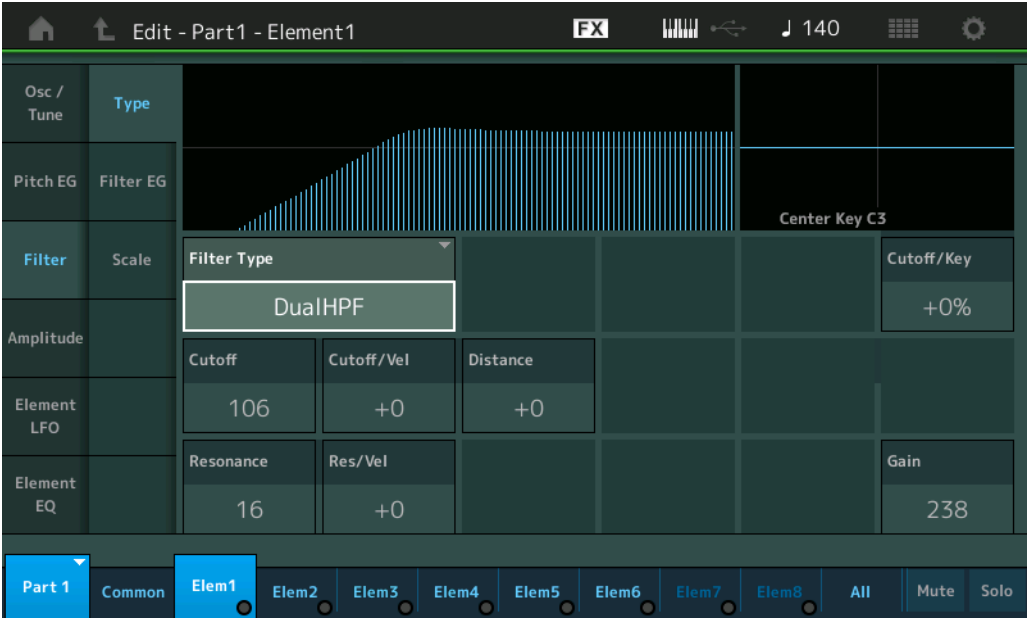 Edit - Part1 - Element1
FX
♩ 140
Osc /
Tune
Type
Pitch EG
Filter EG
Filter
Scale
Amplitude
Element
LFO
Element
EQ
Center Key C3
Filter Type
DualHPF
Cutoff/Key
+0%
Cutoff
106
Cutoff/Vel
+0
Distance
+0
Resonance
16
Res/Vel
+0
Gain
238
Part 1
Common
Elem1
Elem2
Elem3
Elem4
Elem5
Elem6
Elem7
Elem8
All
Mute
Solo